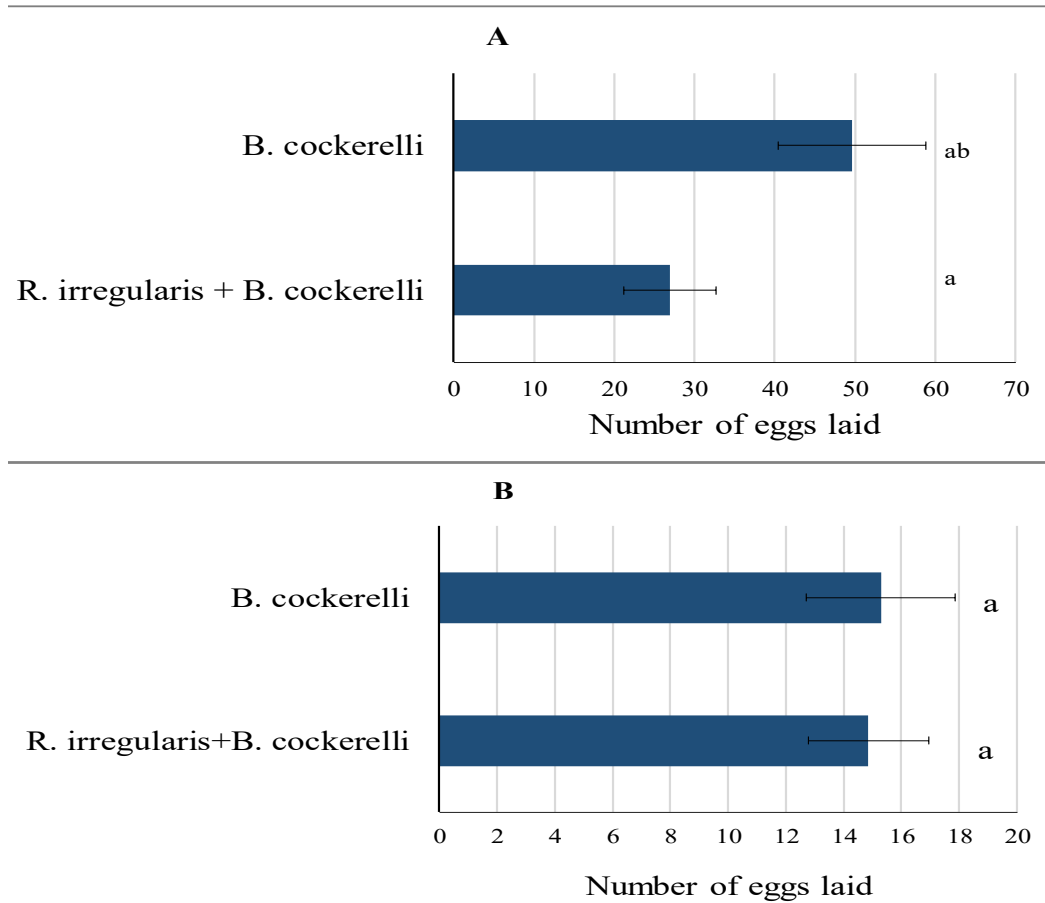 A
B. cockerelli
ab
R. irregularis + B. cockerelli
a
0 10 20 30 40 50 60 70
Number of eggs laid
B
B. cockerelli
a
R. irregularis+B. cockerelli
a
0 2 4 6 8 10 12 14 16 18 20
Number of eggs laid